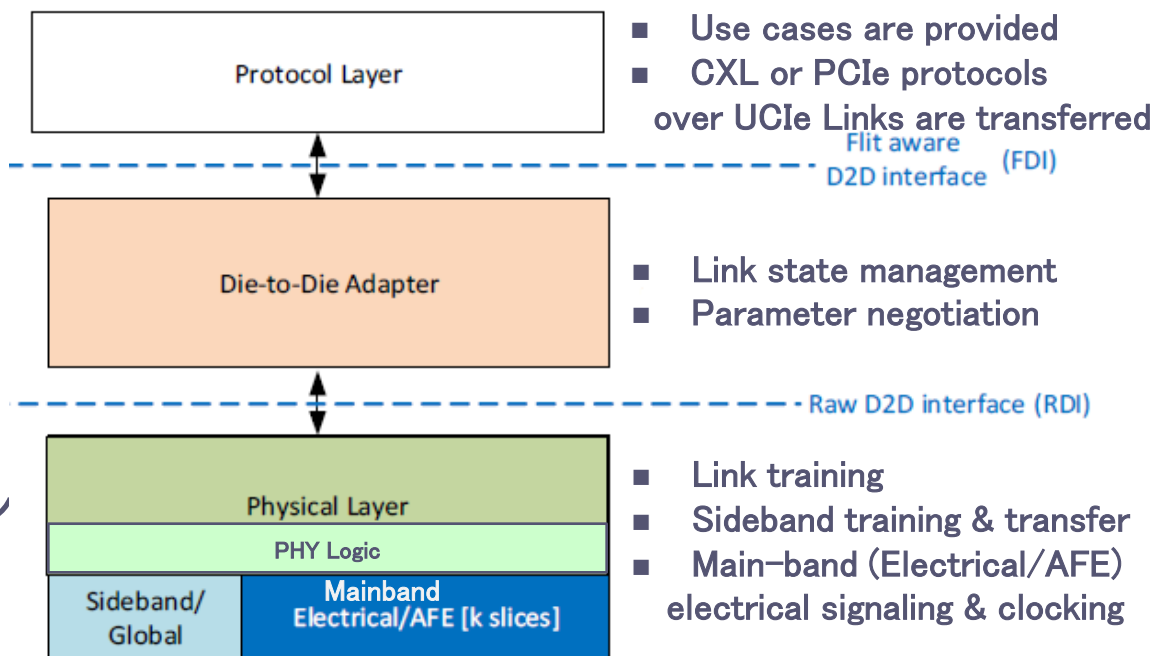 Protocol Layer
■ Use cases are provided
■ CXL or PCIe protocols
over UCIe Links are transferred
Flit aware
D2D interface (FDI)
Die-to-Die Adapter
■ Link state management
■ Parameter negotiation
Raw D2D interface (RDI)
Physical Layer
PHY Logic
Sideband/
Global
Mainband
Electrical/AFE [k slices]
■ Link training
■ Sideband training & transfer
■ Main-band (Electrical/AFE)
electrical signaling & clocking